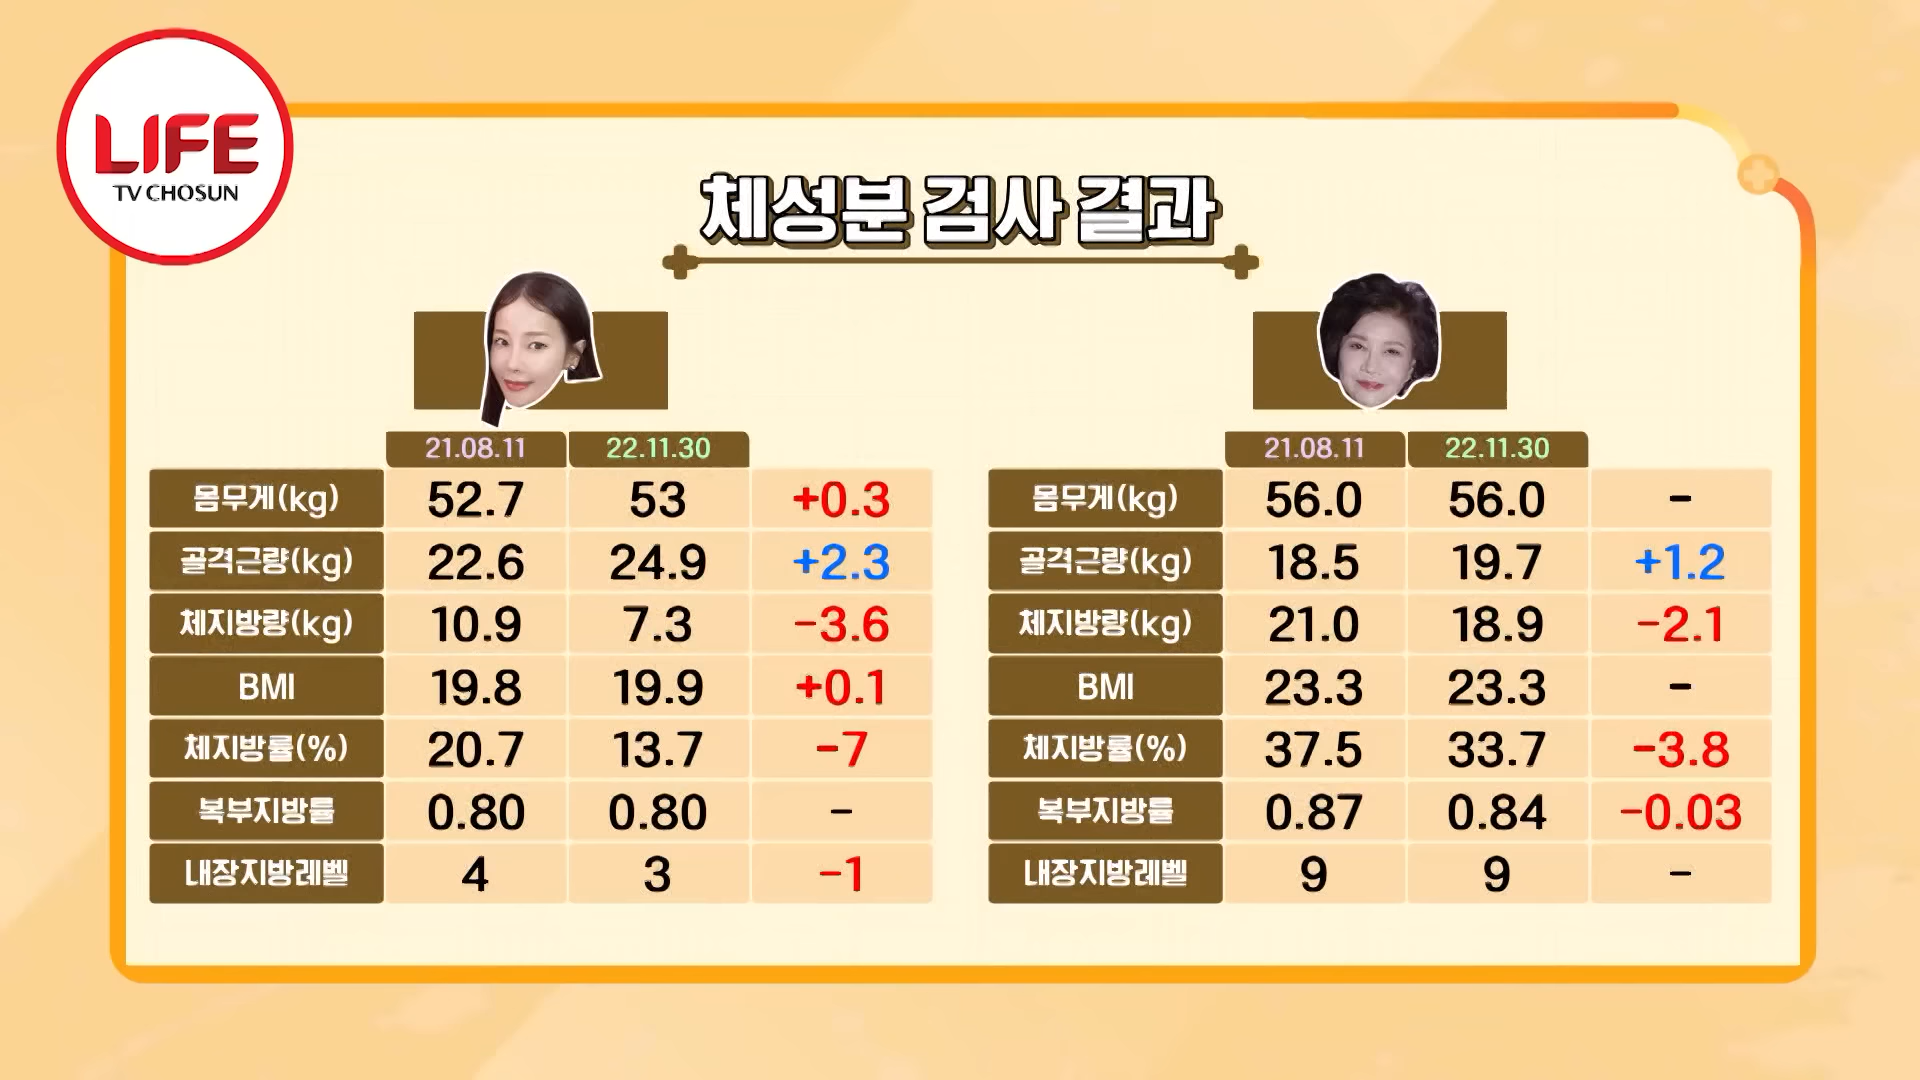 LIFE
TV CHOSUN
체성분 검사 결과
21.08.11 22.11.30
몸무게(kg) 52.7 53 +0.3
골격근량(kg) 22.6 24.9 +2.3
체지방량(kg) 10.9 7.3 -3.6
BMI 19.8 19.9 +0.1
체지방률(%) 20.7 13.7 -7
복부지방률 0.80 0.80 -
내장지방레벨 4 3 -1
21.08.11 22.11.30
몸무게(kg) 56.0 56.0 -
골격근량(kg) 18.5 19.7 +1.2
체지방량(kg) 21.0 18.9 -2.1
BMI 23.3 23.3 -
체지방률(%) 37.5 33.7 -3.8
복부지방률 0.87 0.84 -0.03
내장지방레벨 9 9 -